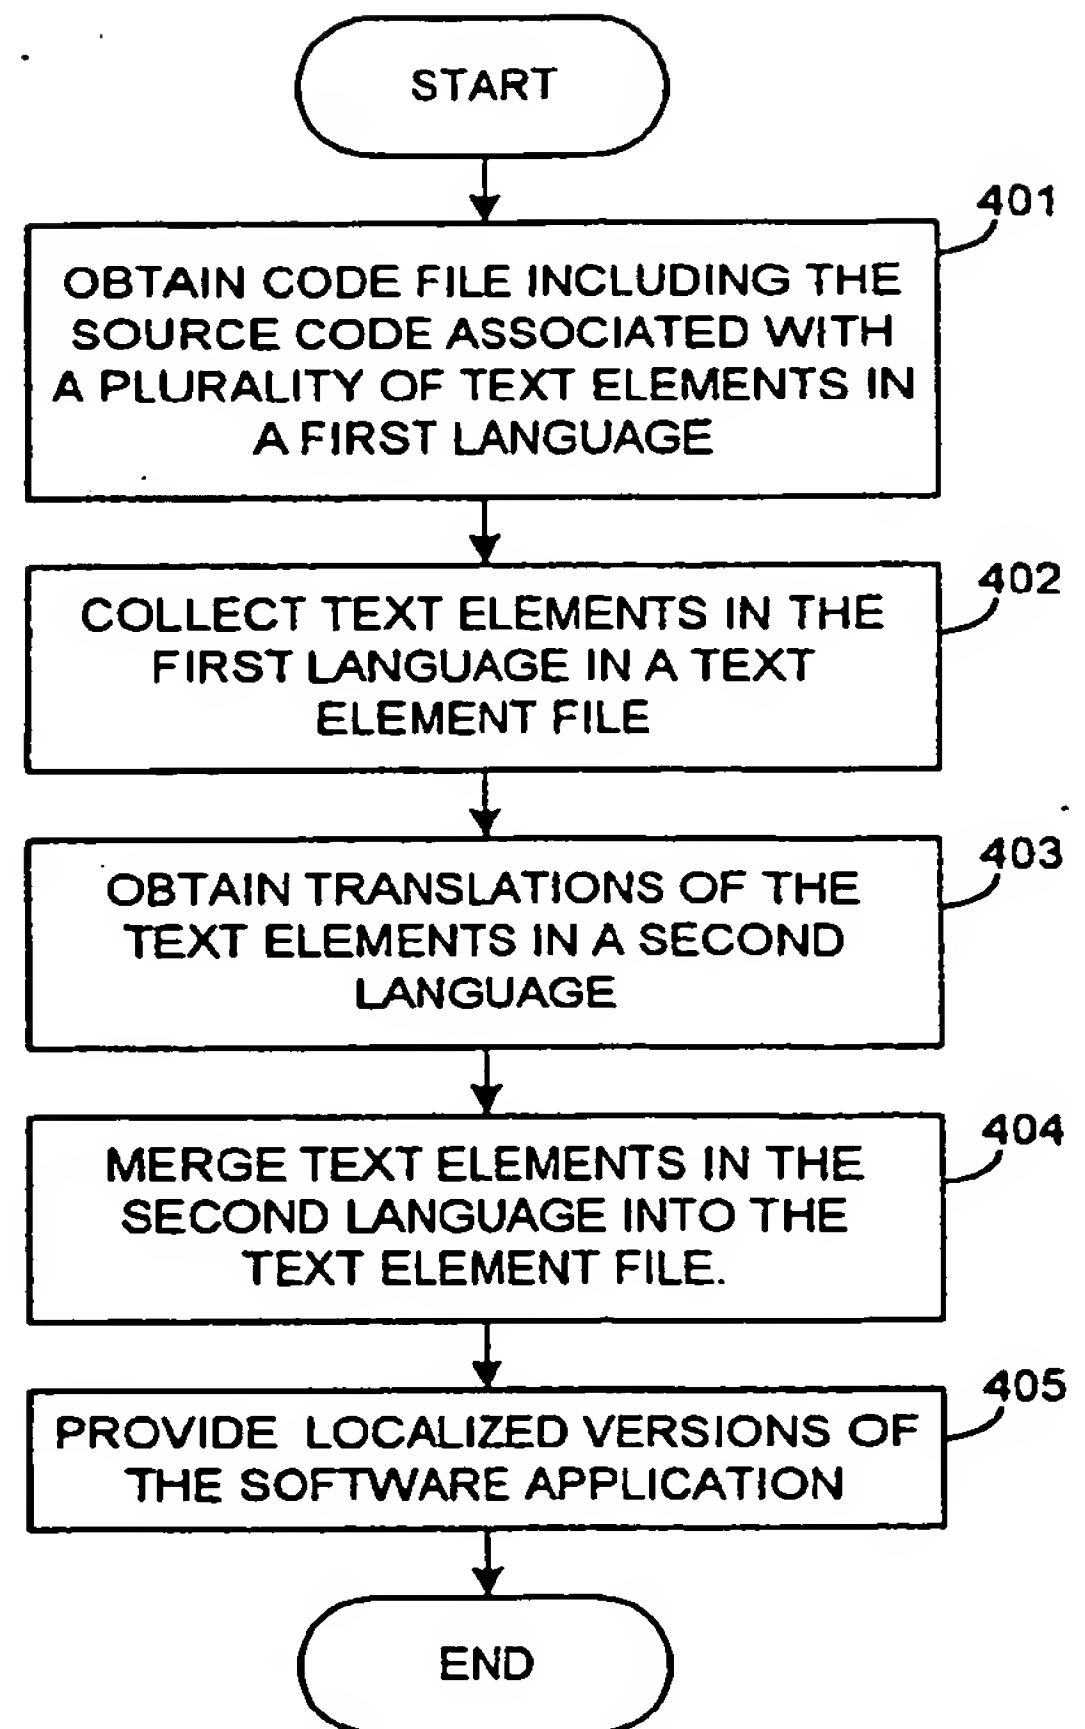 START
401
OBTAIN CODE FILE INCLUDING THE
SOURCE CODE ASSOCIATED WITH
A PLURALITY OF TEXT ELEMENTS IN
A FIRST LANGUAGE
402
COLLECT TEXT ELEMENTS IN THE
FIRST LANGUAGE IN A TEXT
ELEMENT FILE
403
OBTAIN TRANSLATIONS OF THE
TEXT ELEMENTS IN A SECOND
LANGUAGE
404
MERGE TEXT ELEMENTS IN THE
SECOND LANGUAGE INTO THE
TEXT ELEMENT FILE.
405
PROVIDE LOCALIZED VERSIONS OF
THE SOFTWARE APPLICATION
END